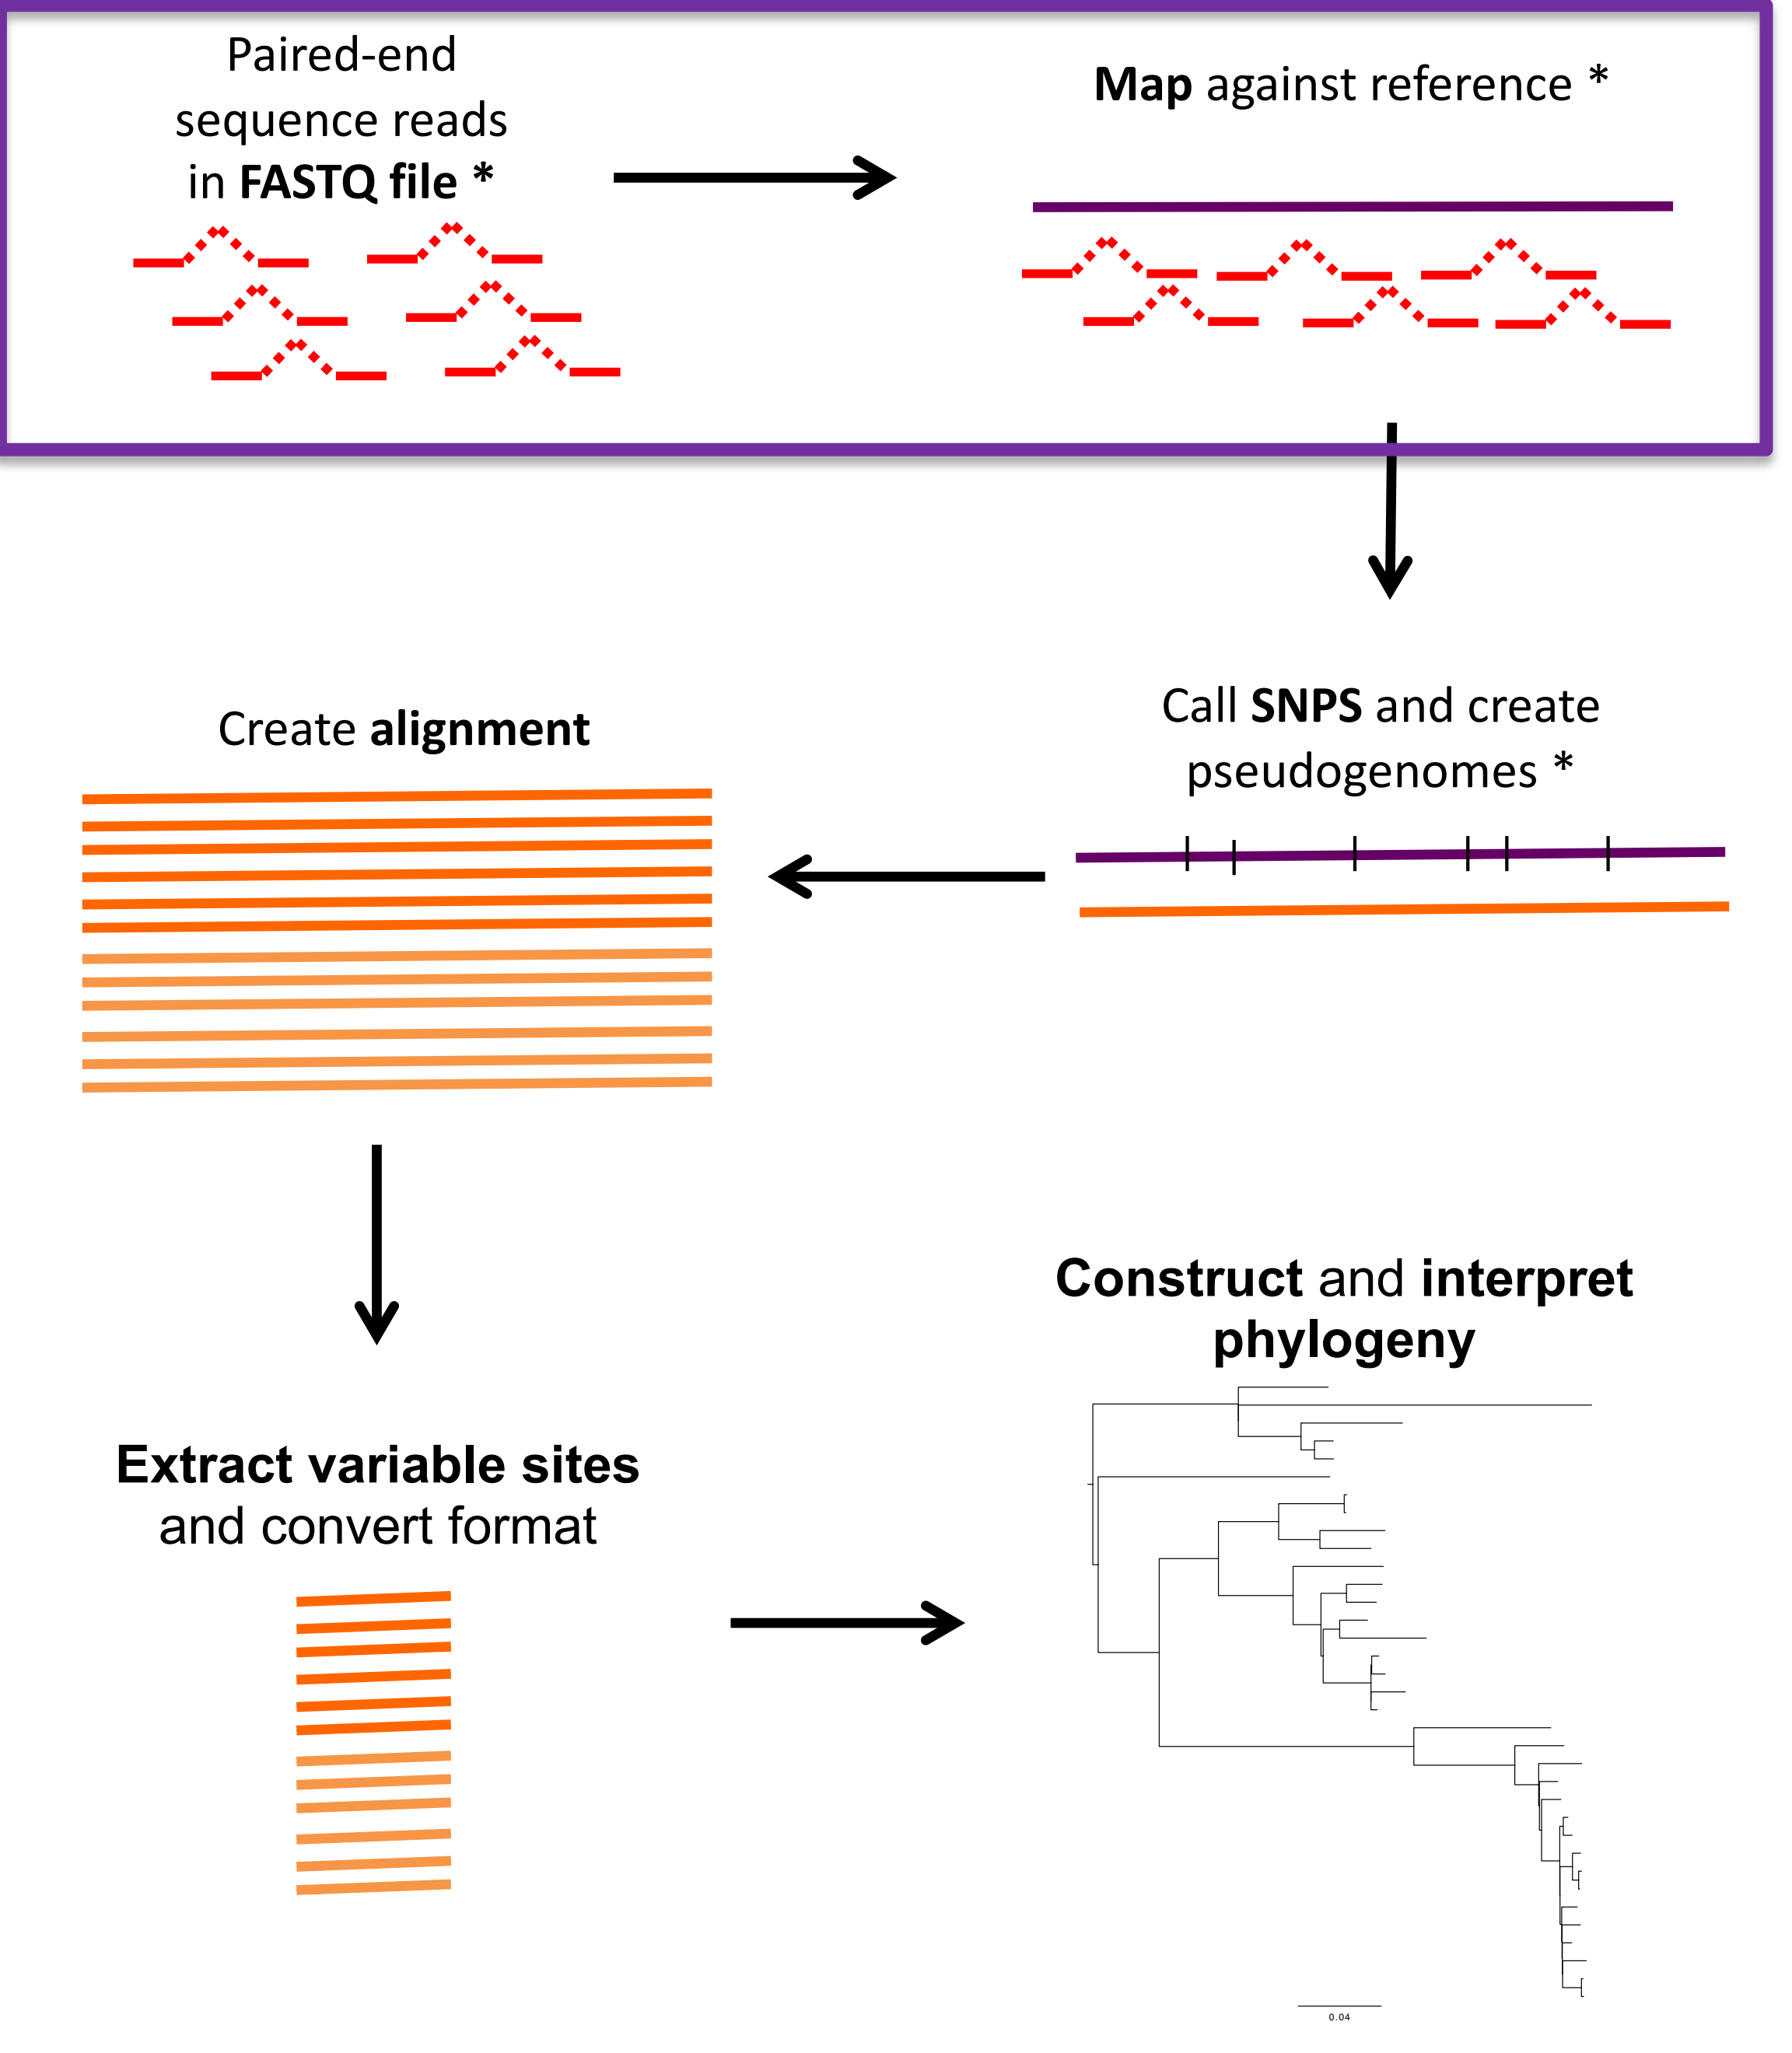 Paired-end
sequence reads
in FASTQ file *
Map against reference *
Call SNPS and create
pseudogenomes *
Create alignment
Extract variable sites
and convert format
Construct and interpret
phylogeny
0.04